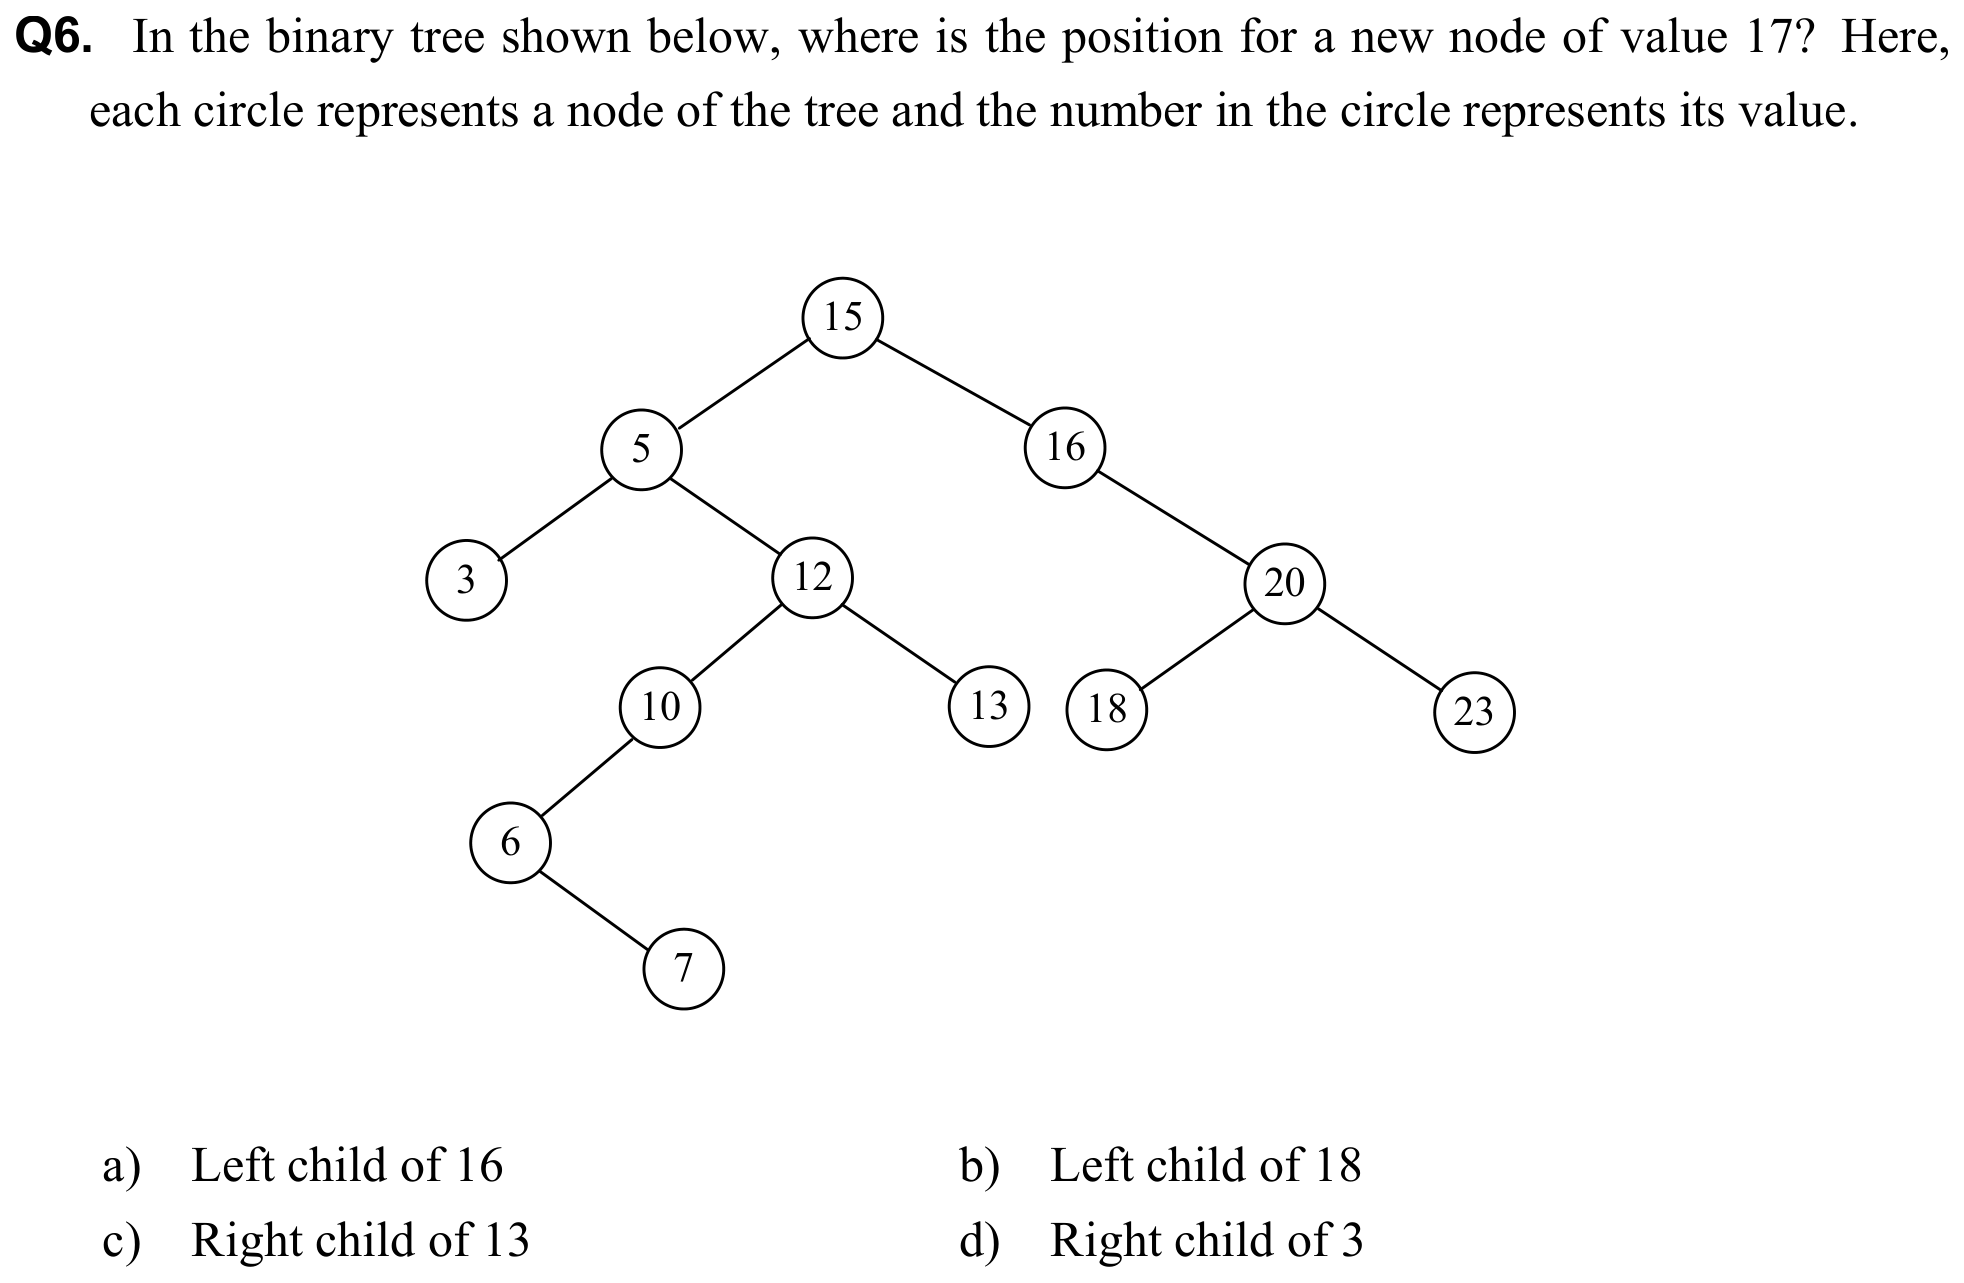 Q6. In the binary tree shown below, where is the position for a new node of value 17? Here,
each circle represents a node of the tree and the number in the circle represents its value.
15
5
16
3
12
20
10
13
18
23
6
7
a) Left child of 16
b) Left child of 18
c) Right child of 13
d) Right child of 3